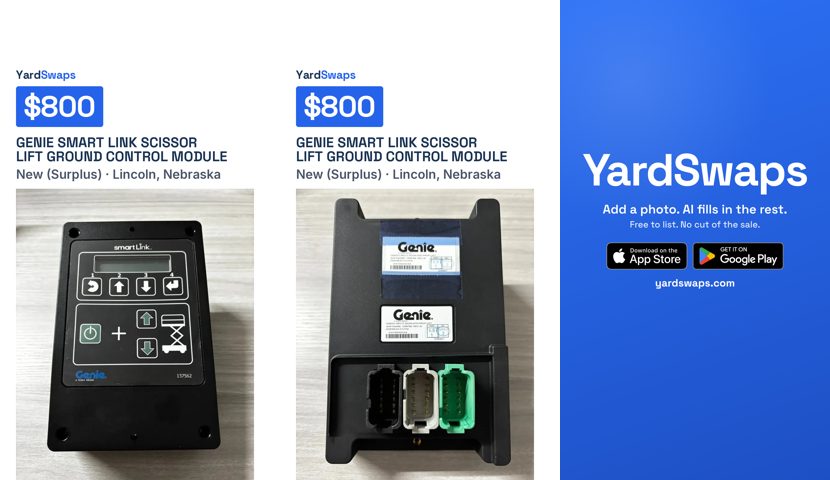 YardSwaps
$800
GENIE SMART LINK SCISSOR
LIFT GROUND CONTROL MODULE
New (Surplus) · Lincoln, Nebraska
smartLink
1 2 3 4
Genie
137562
YardSwaps
$800
GENIE SMART LINK SCISSOR
LIFT GROUND CONTROL MODULE
New (Surplus) · Lincoln, Nebraska
Genie
Genie
YardSwaps
Add a photo. AI fills in the rest.
Free to list. No cut of the sale.
Download on the
App Store
GET IT ON
Google Play
yardswaps.com